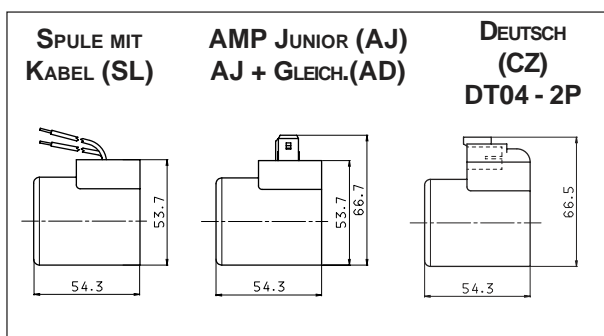 SPULE MIT
KABEL (SL)
AMP JUNIOR (AJ)
AJ + GLEICH.(AD)
DEUTSCH
(CZ)
DT04 - 2P
53.7
54.3
53.7
66.7
54.3
66.5
54.3